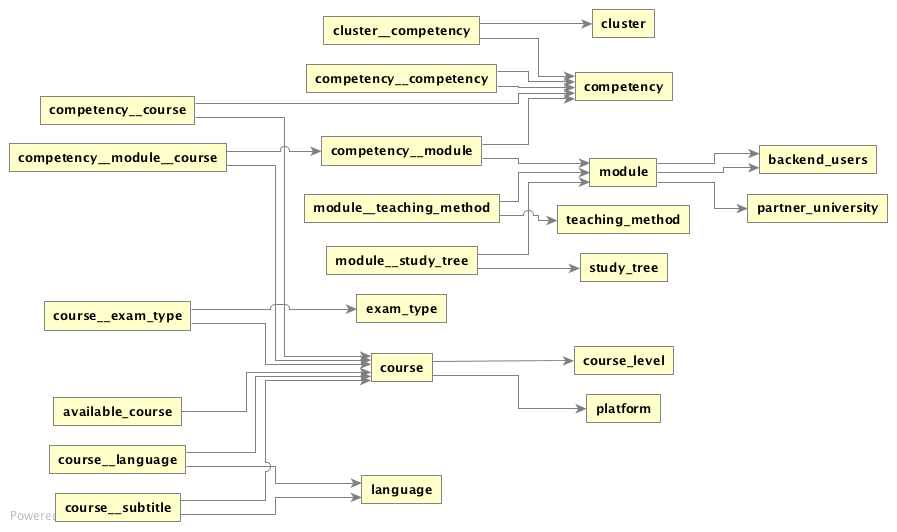 cluster
cluster__competency
competency__competency
competency
competency__course
competency__module
competency__module__course
backend_users
module
module__teaching_method
partner_university
teaching_method
module__study_tree
study_tree
exam_type
course__exam_type
course_level
course
platform
available_course
course__language
language
course__subtitle
Powered